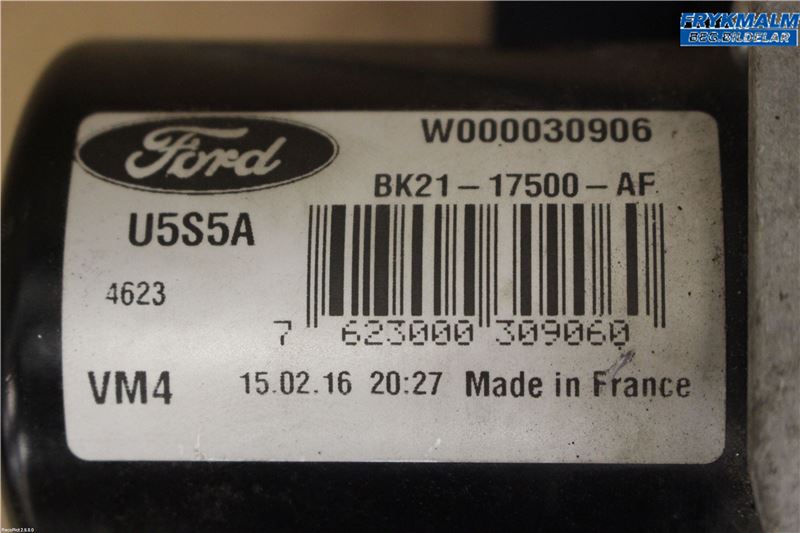 FRYKMALM
BZG BILDELAR
Ford
W000030906
BK21-17500-AF
U5S5A
4623
7 623000 309060
VM4 15.02.16 20:27 Made in France